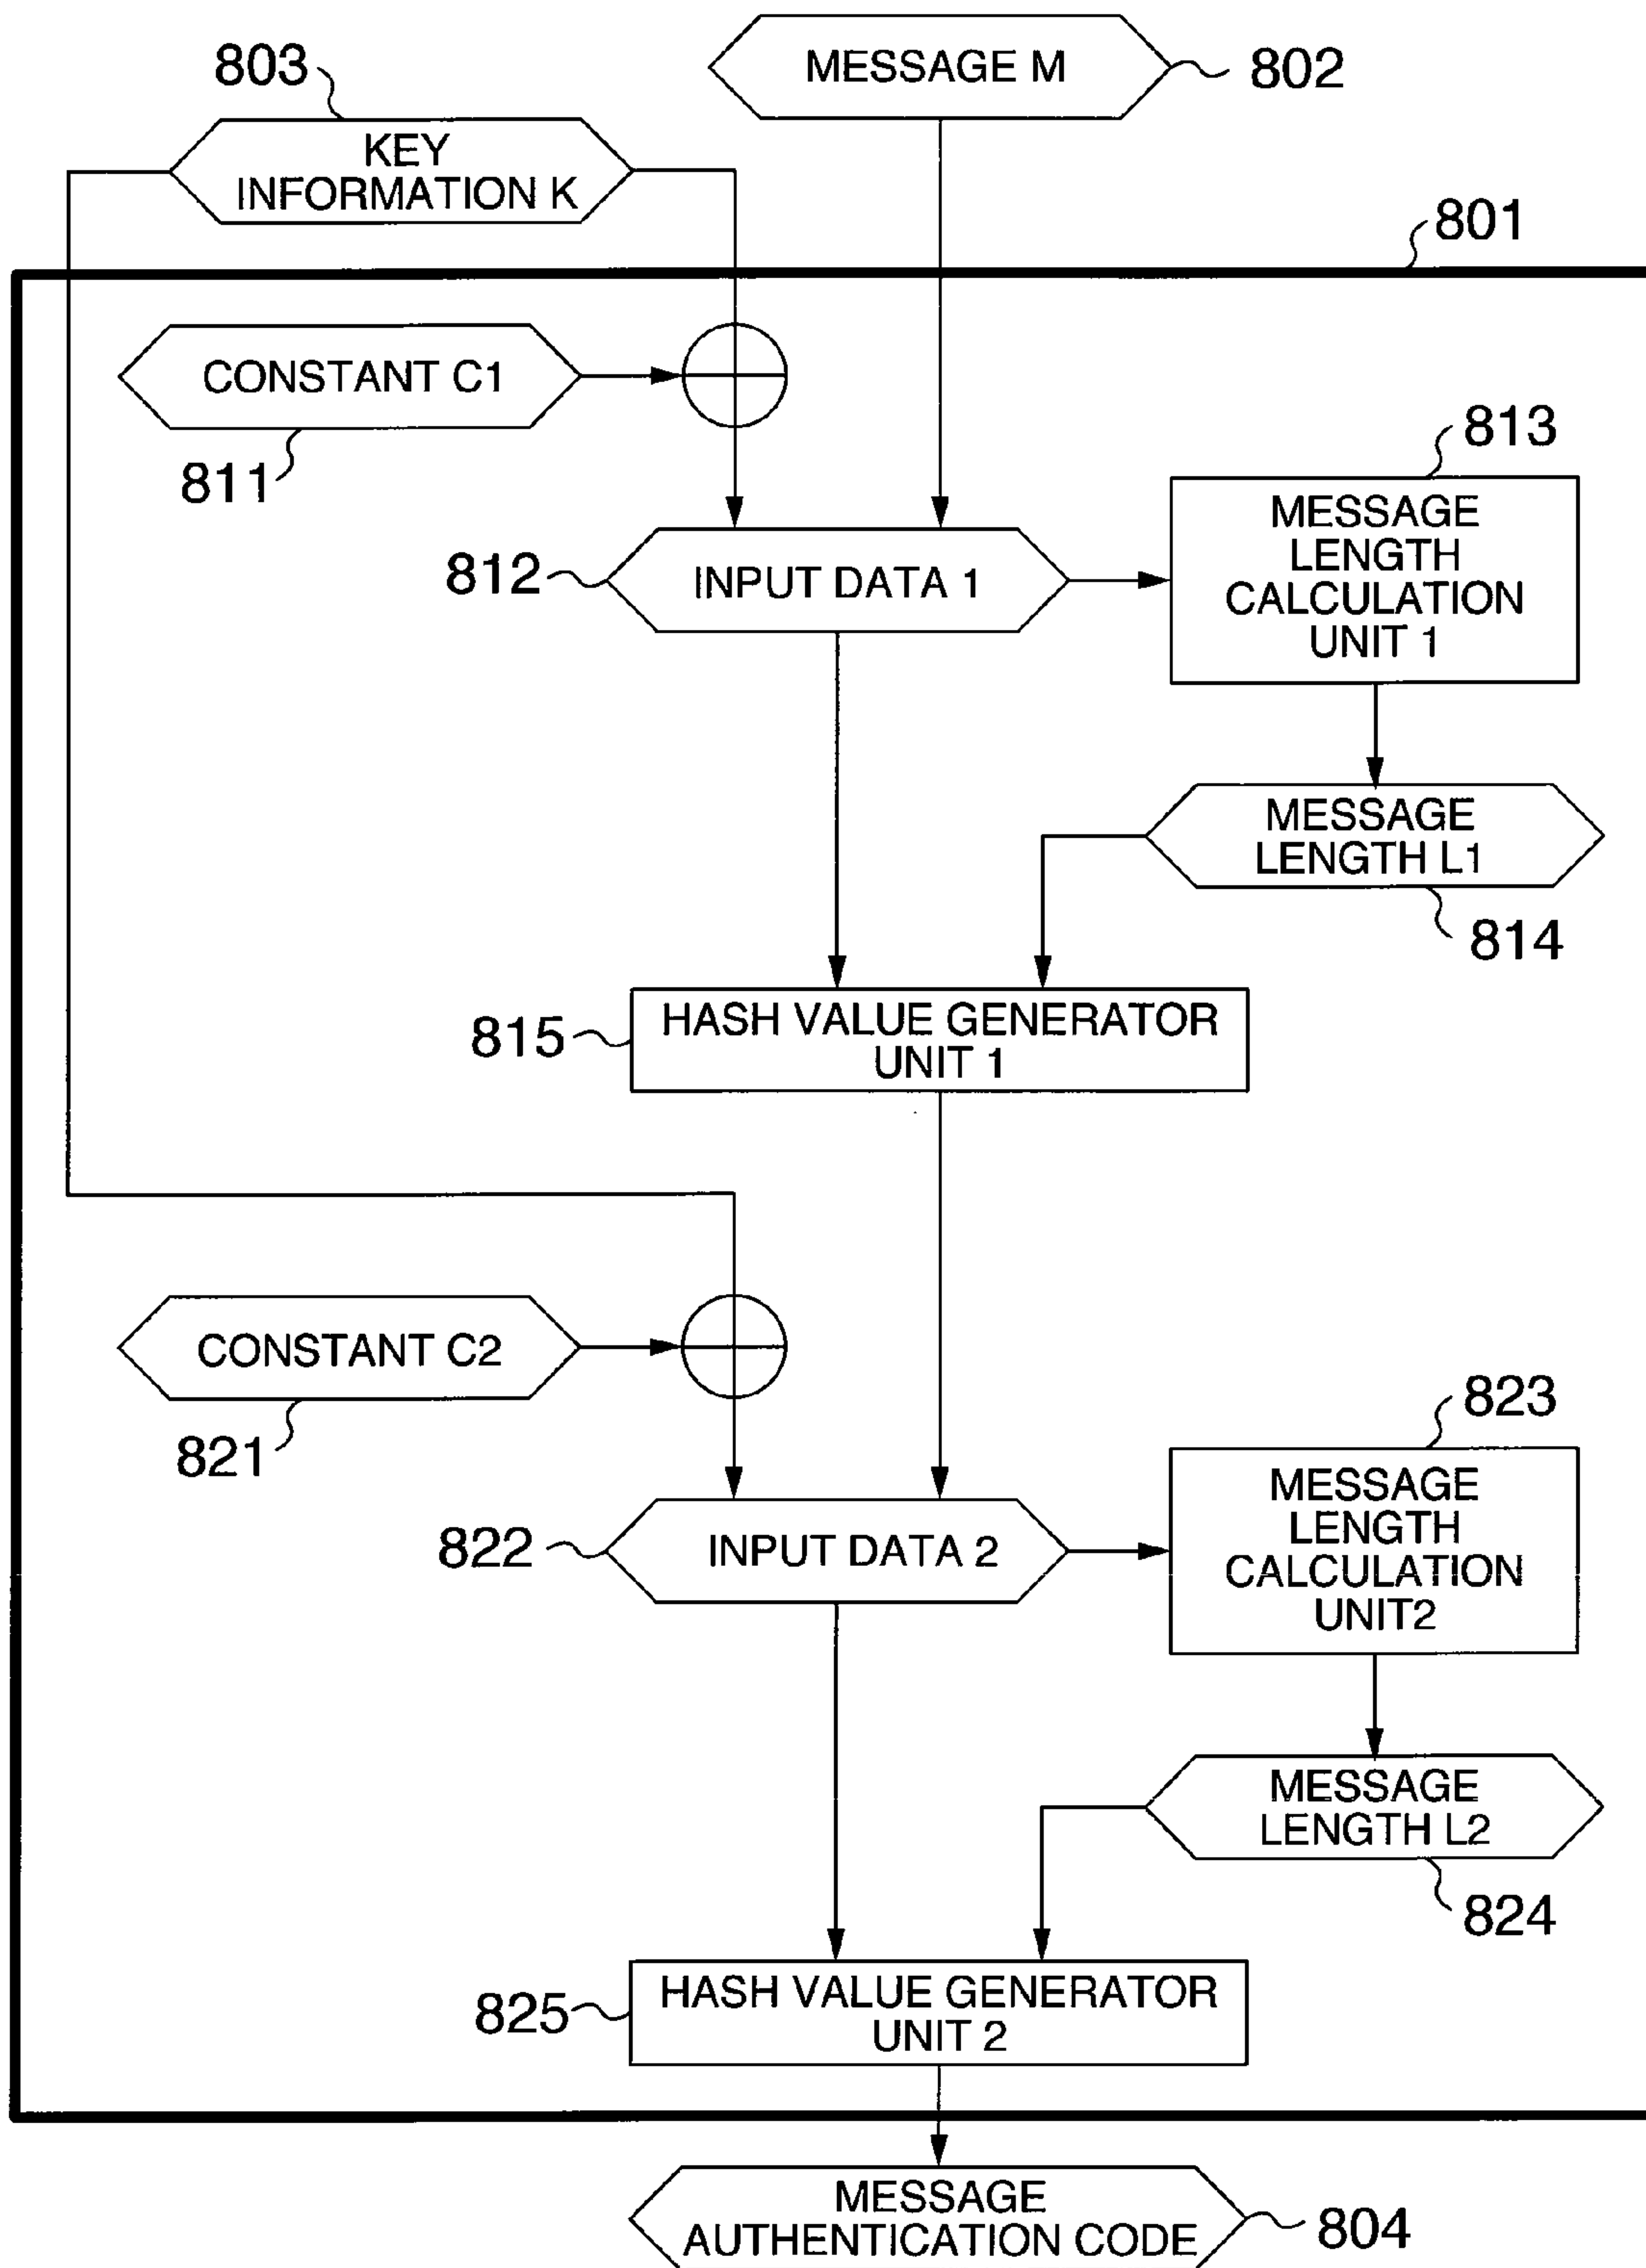 MESSAGE M
802
803
KEY
INFORMATION K
801
CONSTANT C1
811
813
MESSAGE
LENGTH
CALCULATION
UNIT 1
812
INPUT DATA 1
MESSAGE
LENGTH L1
814
815
HASH VALUE GENERATOR
UNIT 1
CONSTANT C2
821
823
MESSAGE
LENGTH
CALCULATION
UNIT2
822
INPUT DATA 2
MESSAGE
LENGTH L2
824
825
HASH VALUE GENERATOR
UNIT 2
MESSAGE
AUTHENTICATION CODE
804